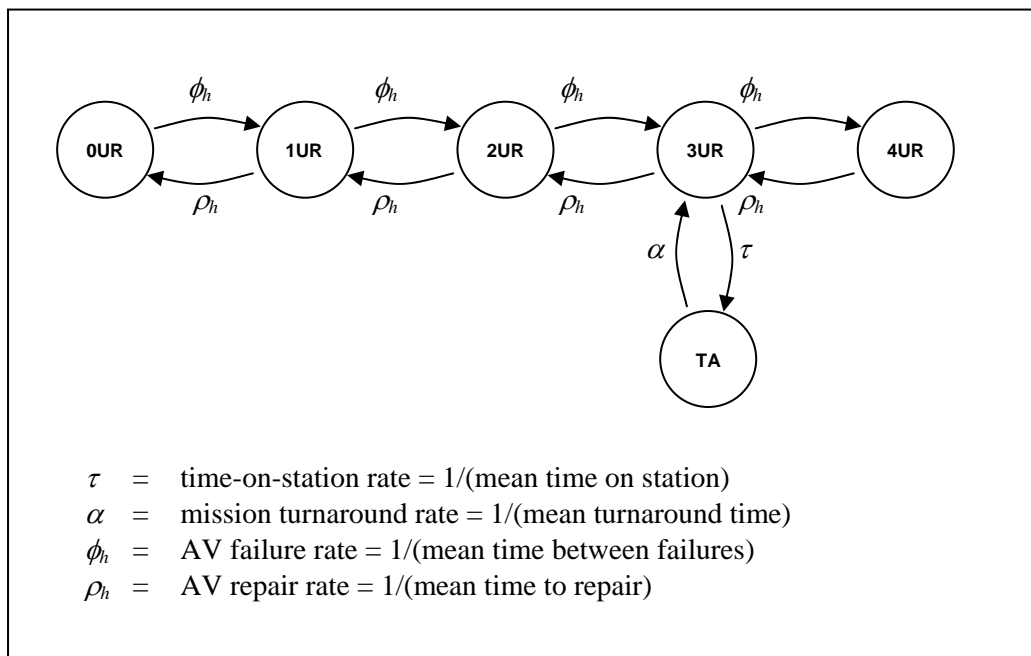 ϕh ϕh ϕh ϕh
0UR 1UR 2UR 3UR 4UR
ρh ρh ρh ρh
α τ
TA
τ = time-on-station rate = 1/(mean time on station)
α = mission turnaround rate = 1/(mean turnaround time)
ϕh = AV failure rate = 1/(mean time between failures)
ρh = AV repair rate = 1/(mean time to repair)